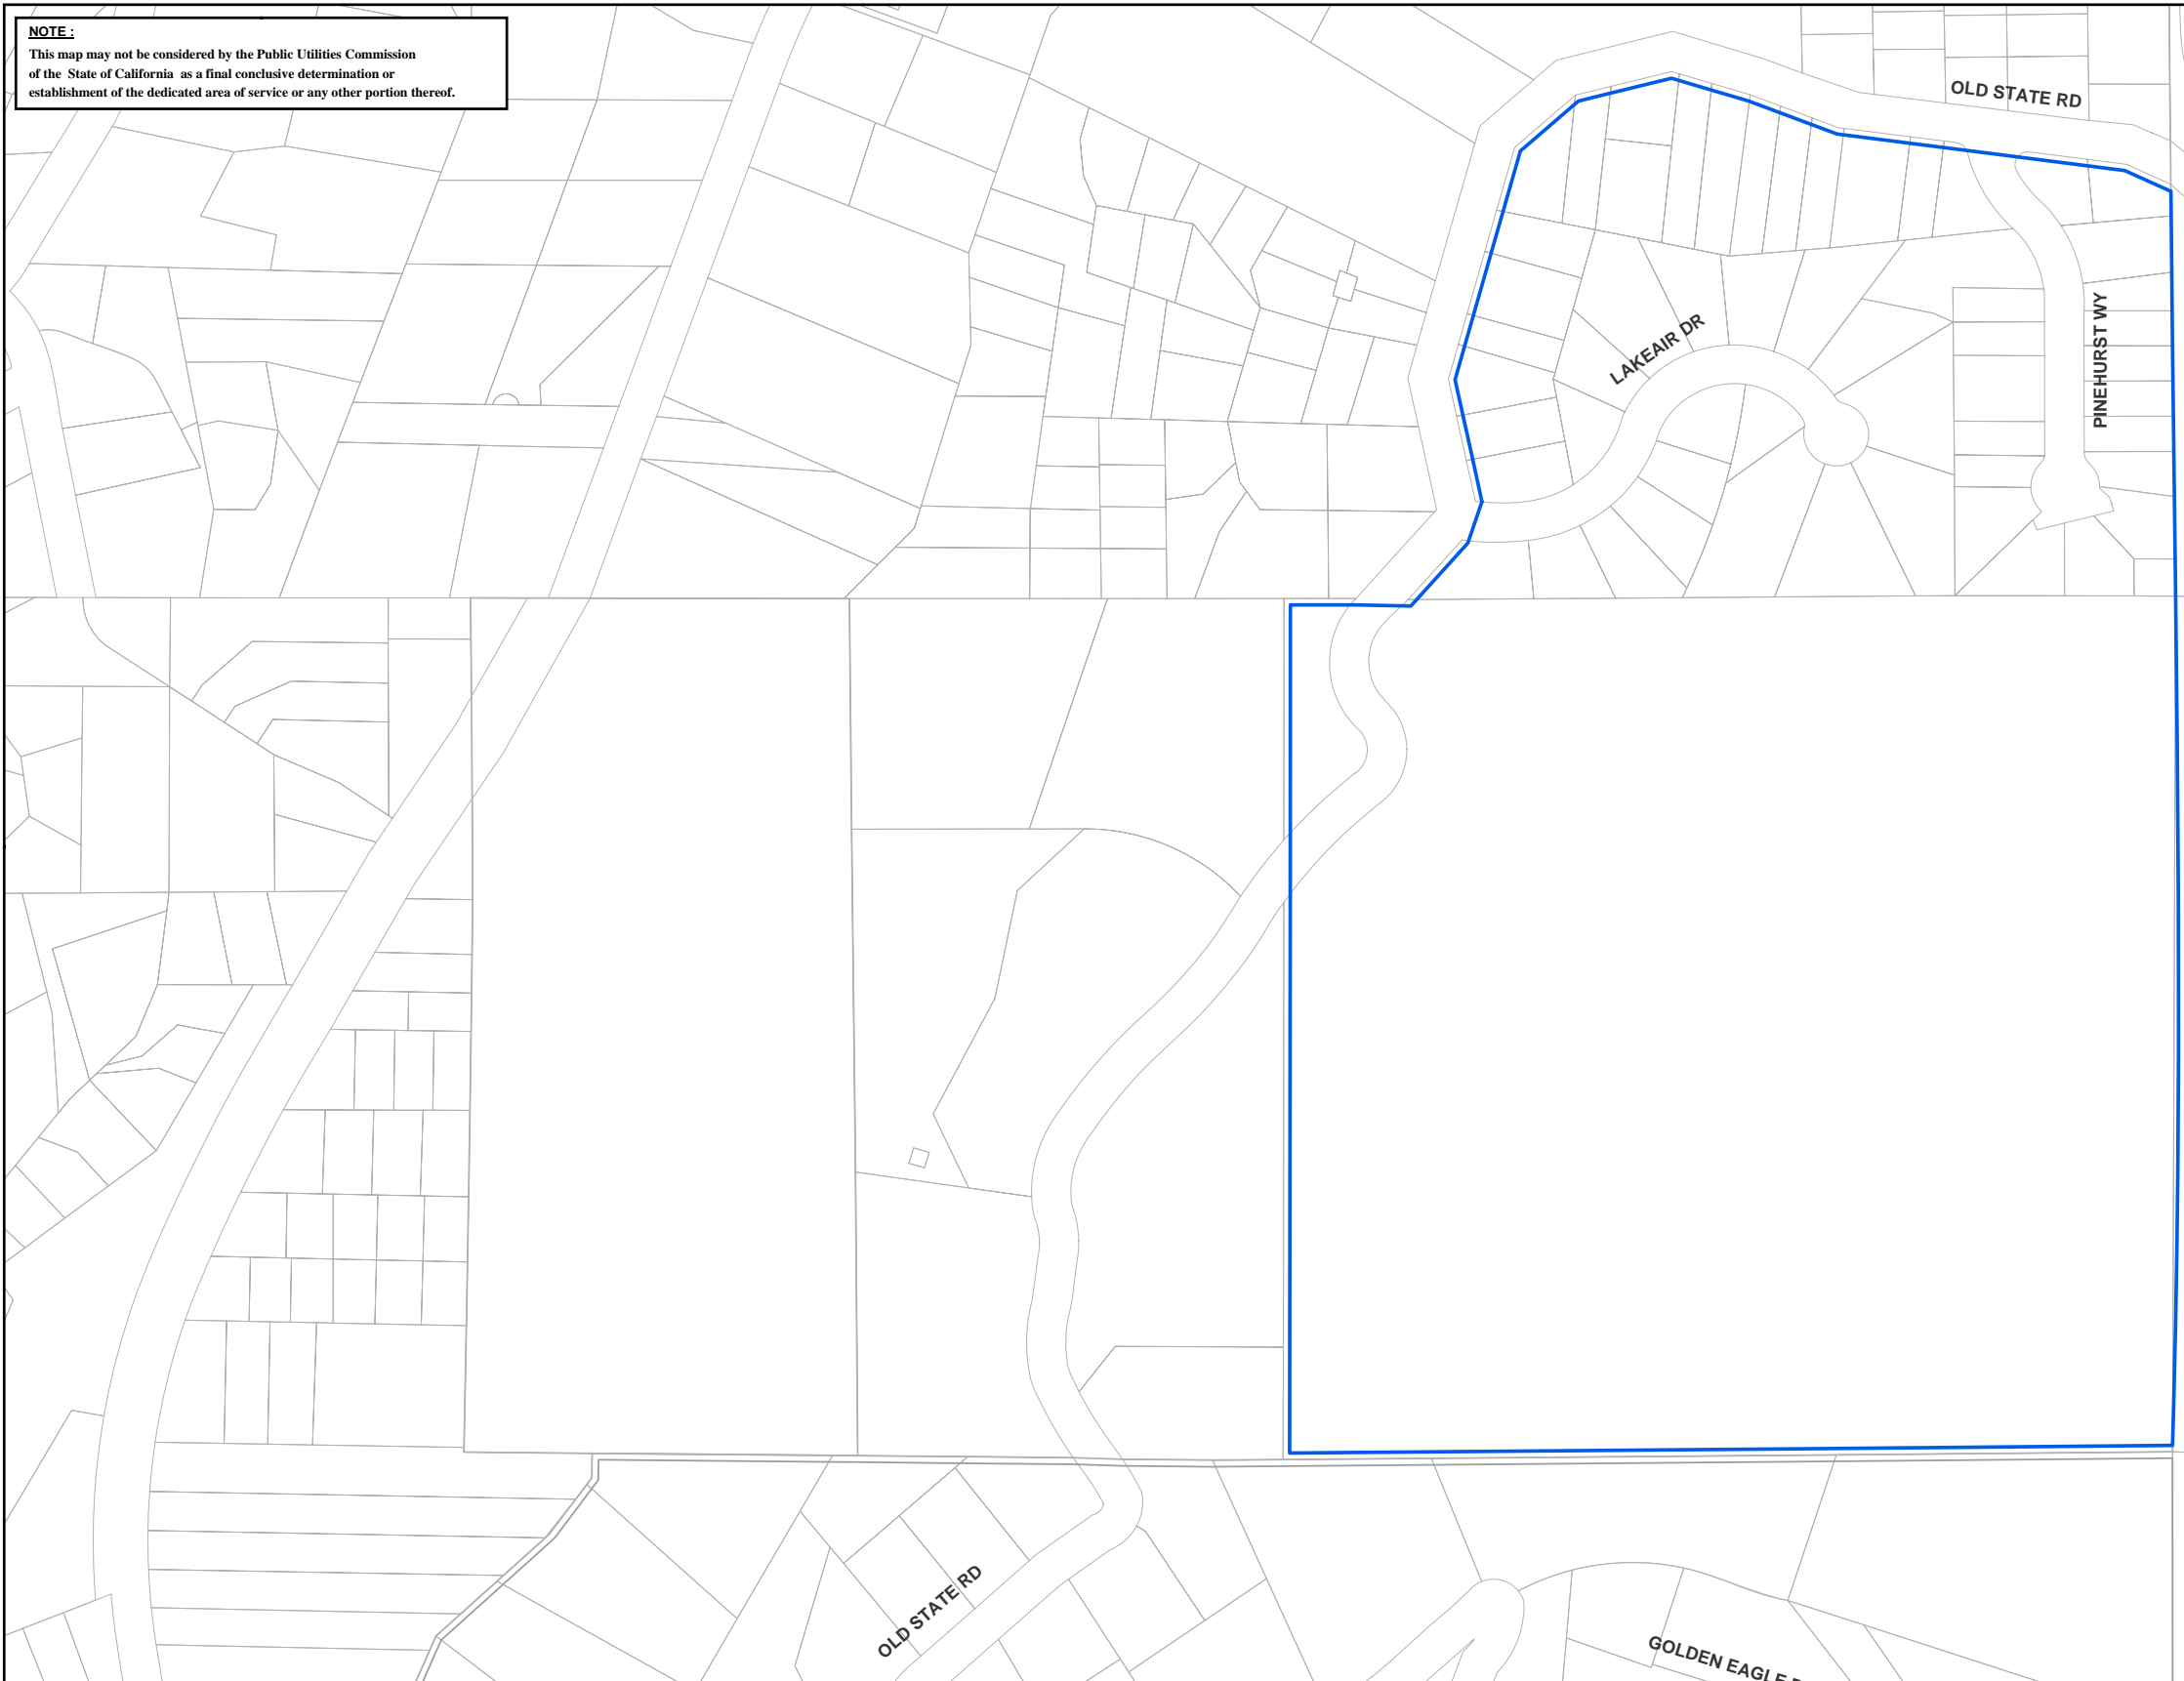 NOTE :
This map may not be considered by the Public Utilities Commission
of the State of California as a final conclusive determination or
establishment of the dedicated area of service or any other portion thereof.
OLD STATE RD
LAKEAIR DR
PINEHURST WY
OLD STATE RD
GOLDEN EAGLE